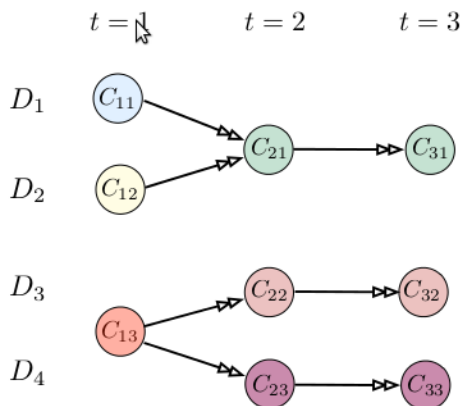 t = 1 t = 2 t = 3
D₁ C₁₁
C₂₁ C₃₁
D₂ C₁₂
D₃ C₂₂ C₃₂
C₁₃
D₄ C₂₃ C₃₃